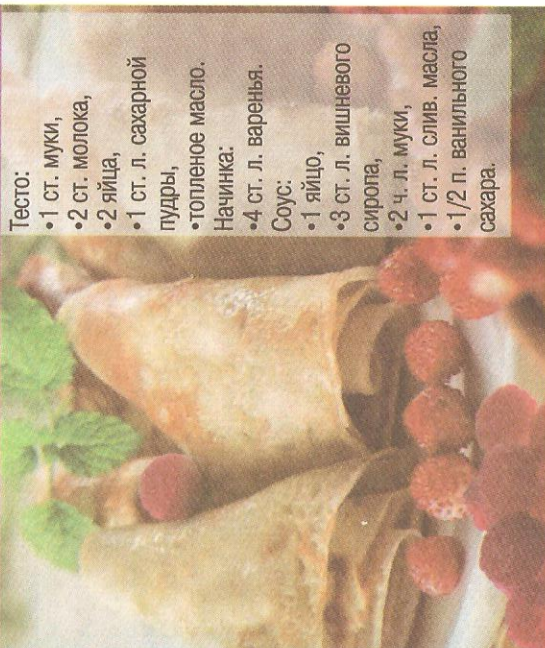 Тесто:
•1 ст. муки,
•2 ст. молока,
•2 яйца,
•1 ст. л. сахарной
пудры,
•топленое масло.
Начинка:
•4 ст. л. варенья.
Соус:
•1 яйцо,
•3 ст. л. вишневого
сиропа,
•2 ч. л. муки,
•1 ст. л. слив. масла,
•1/2 п. ванильного
сахара.